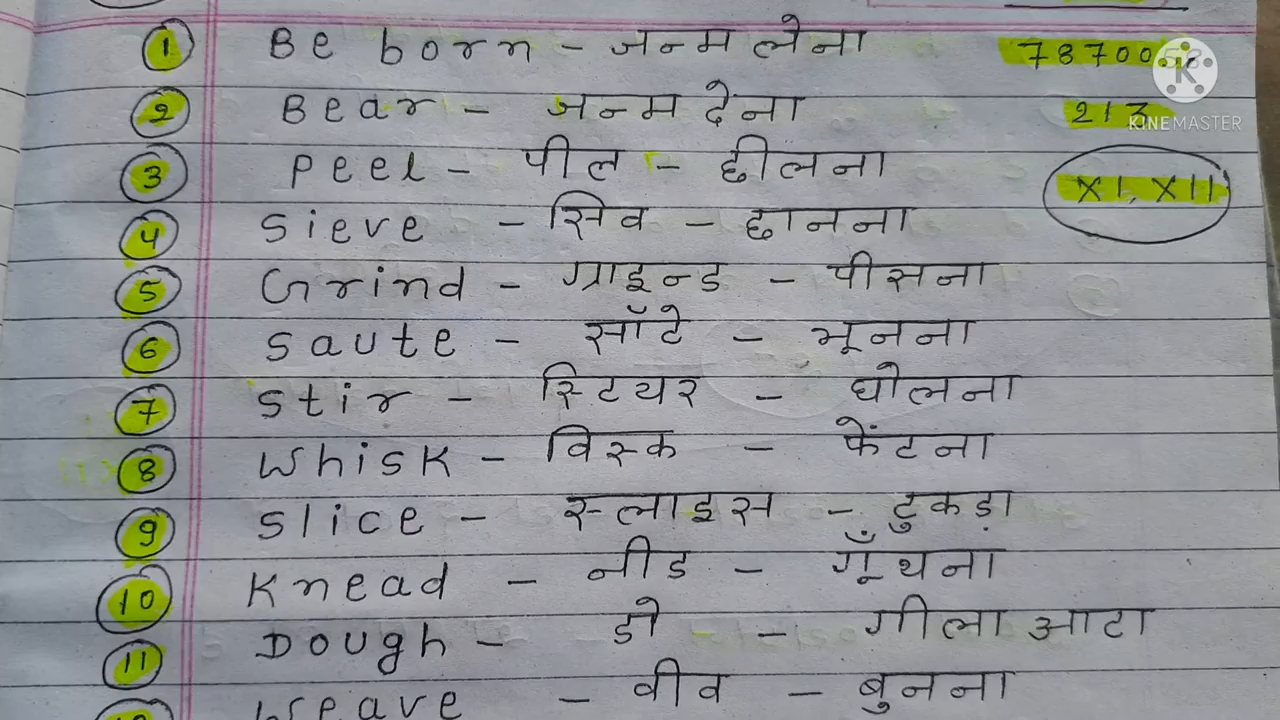 1 Be born - जन्म लेना 787005
2 Bear - जन्म देना 213
KINEMASTER
3 Peel - पील - छीलना
XI, XII
4 Sieve - सिव - छानना
5 Grind - ग्राइन्ड - पीसना
6 Saute - सॉटे - भूनना
7 Stir - स्टियर - घोलना
8 Whisk - विस्क - फेंटना
9 Slice - स्लाइस - टुकड़ा
10 Knead - नीड - गूँथना
11 Dough - डो - गीला आटा
Weave - वीव - बुनना